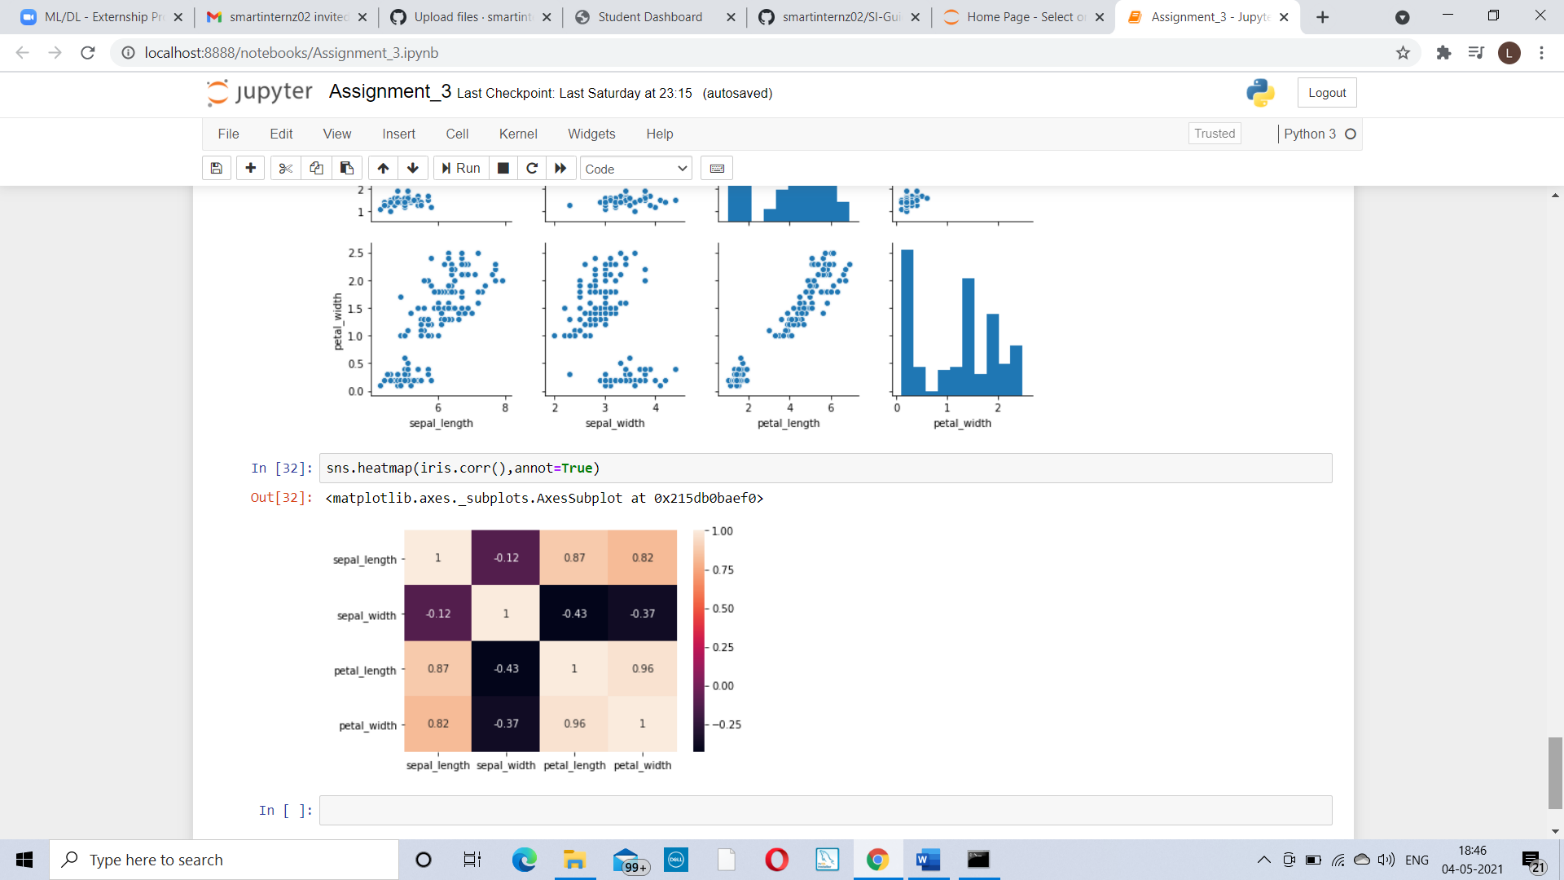 ML/DL - Externship Pr
smartinternz02 invited
Upload files · smartint
Student Dashboard
smartinternz02/SI-Gui
Home Page - Select or
Assignment_3 - Jupyte
localhost:8888/notebooks/Assignment_3.ipynb
L
jupyter Assignment_3 Last Checkpoint: Last Saturday at 23:15 (autosaved)
Logout
File Edit View Insert Cell Kernel Widgets Help
Trusted Python 3
Run Code
2
1
2.5
2.0
1.5
1.0
0.5
0.0
petal_width
6 8 2 3 4 2 4 6 0 1 2
sepal_length sepal_width petal_length petal_width
In [32]: sns.heatmap(iris.corr(),annot=True)
Out[32]: <matplotlib.axes._subplots.AxesSubplot at 0x215db0baef0>
sepal_length 1 -0.12 0.87 0.82
sepal_width -0.12 1 -0.43 -0.37
petal_length 0.87 -0.43 1 0.96
petal_width 0.82 -0.37 0.96 1
sepal_length sepal_width petal_length petal_width
1.00
0.75
0.50
0.25
0.00
-0.25
In [ ]:
Type here to search
99+
DELL
W
ENG
18:46
04-05-2021
21